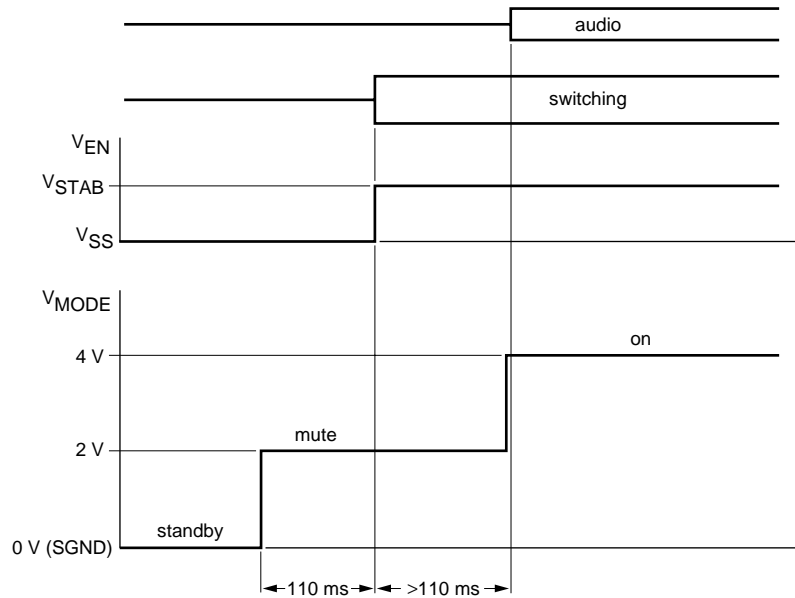 audio
switching
VEN
VSTAB
VSS
VMODE
4 V
on
2 V
mute
0 V (SGND)
standby
110 ms
>110 ms